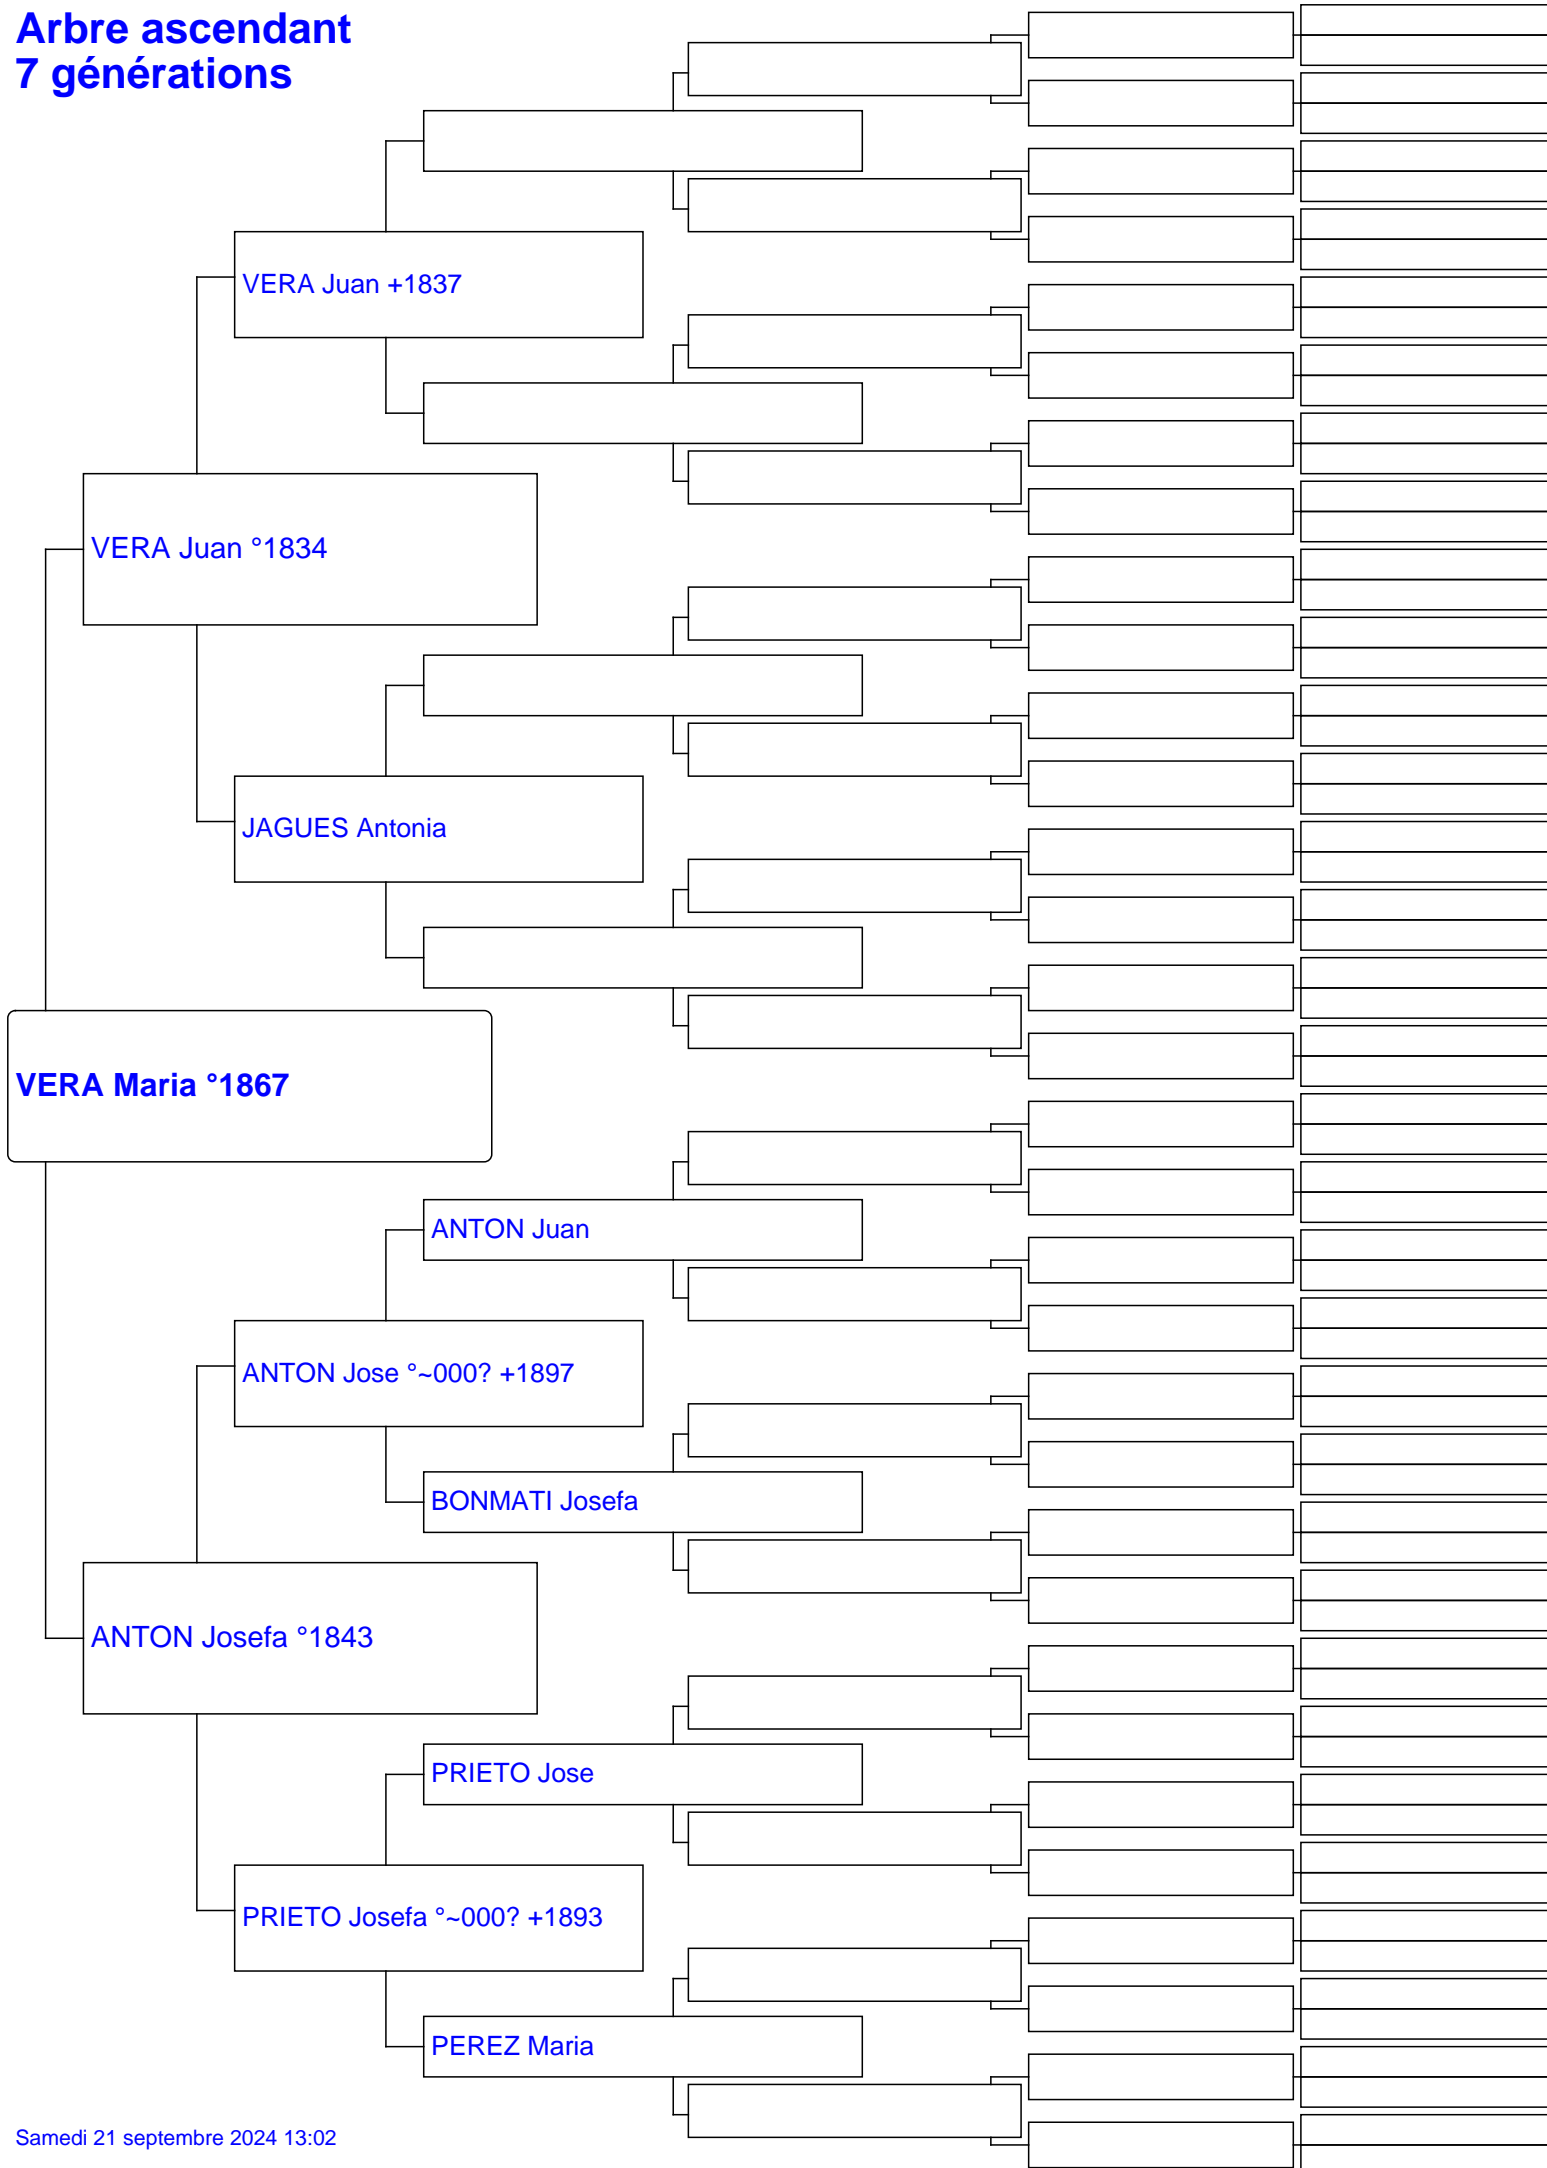 Arbre ascendant
7 générations
VERA Juan +1837
VERA Juan °1834
JAGUES Antonia
VERA Maria °1867
ANTON Juan
ANTON Jose °~000? +1897
BONMATI Josefa
ANTON Josefa °1843
PRIETO Jose
PRIETO Josefa °~000? +1893
PEREZ Maria
Samedi 21 septembre 2024 13:02